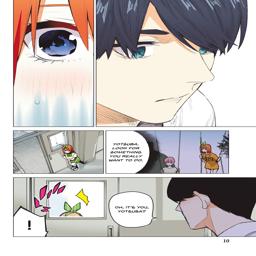 YOTSUBA,
LOOK FOR
SOMETHING
YOU REALLY
WANT TO DO.
OH, IT'S YOU,
YOTSUBA?
!
10